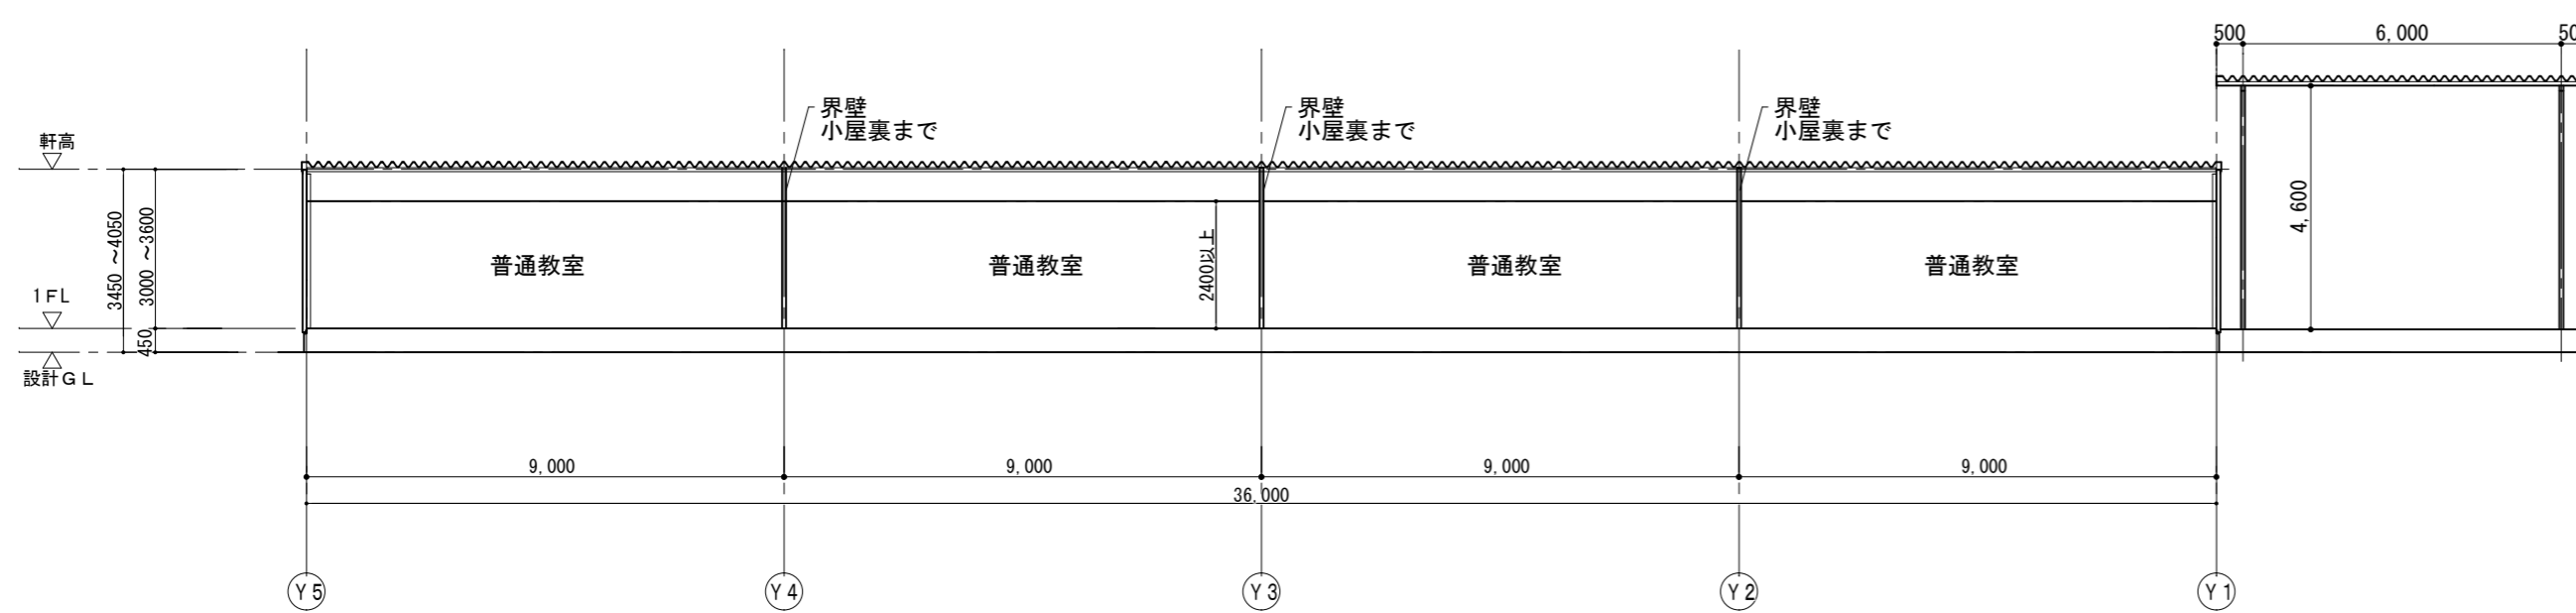 500
6,000
50
界壁
小屋裏まで
界壁
小屋裏まで
界壁
小屋裏まで
軒高
3450 ～4050
3000 ～3600
450
1FL
設計GL
普通教室
普通教室
2400以上
普通教室
普通教室
4,600
9,000
9,000
9,000
9,000
36,000
Y5
Y4
Y3
Y2
Y1